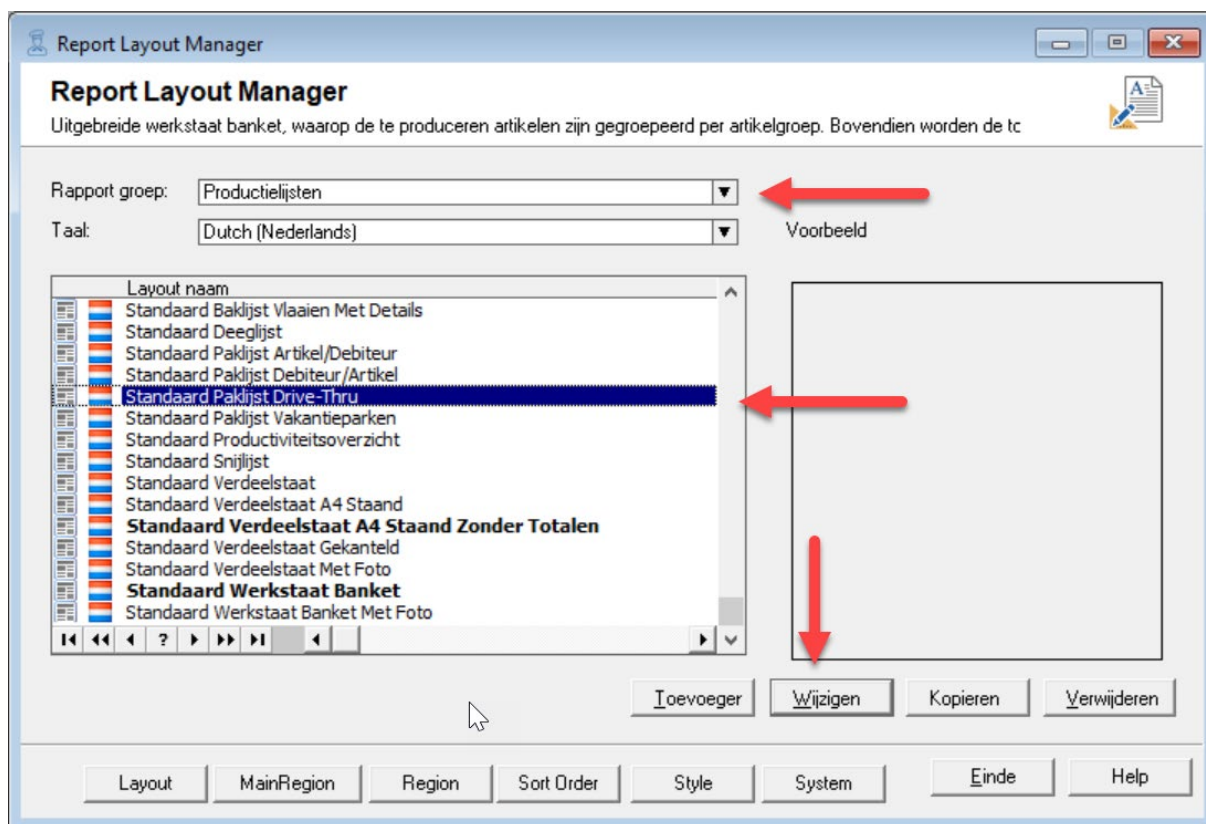 Report Layout Manager
Report Layout Manager
Uitgebreide werkstaat banket, waarop de te produceren artikelen zijn gegroepeerd per artikelgroep. Bovendien worden de tc
Rapport groep: Productielijsten
Taal: Dutch (Nederlands) Voorbeeld
Layout naam
Standaard Baklijst Vlaaien Met Details
Standaard Deeglijst
Standaard Paklijst Artikel/Debiteur
Standaard Paklijst Debiteur/Artikel
Standaard Paklijst Drive-Thru
Standaard Paklijst Vakantieparken
Standaard Productiviteitsoverzicht
Standaard Snijlijst
Standaard Verdeelstaat
Standaard Verdeelstaat A4 Staand
Standaard Verdeelstaat A4 Staand Zonder Totalen
Standaard Verdeelstaat Gekanteld
Standaard Verdeelstaat Met Foto
Standaard Werkstaat Banket
Standaard Werkstaat Banket Met Foto
?
Toevoeger Wijzigen Kopieren Verwijderen
Layout MainRegion Region Sort Order Style System Einde Help